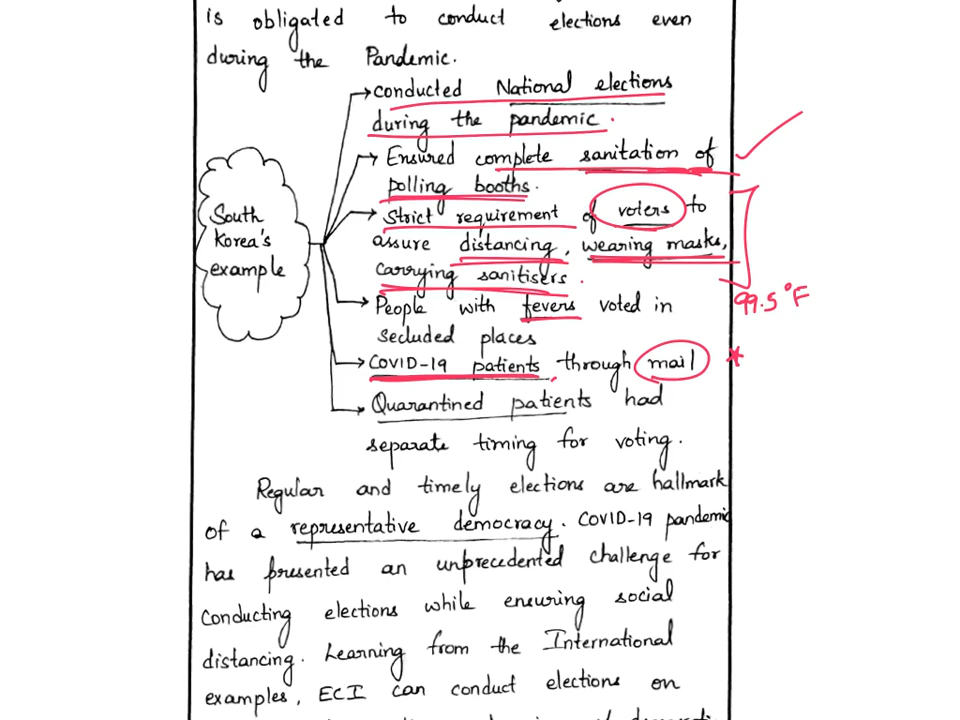 is obligated to conduct elections even
during the Pandemic.
conducted National elections
during the pandemic.
Ensured complete sanitation of
polling booths.
Strict requirement of voters to
assure distancing, wearing masks,
carrying sanitisers.
99.5°F
South
Korea's
example
People with fevers voted in
secluded places
COVID-19 patients through mail
Quarantined patients had
separate timing for voting.
Regular and timely elections are hallmark
of a representative democracy. COVID-19 pandemic
has presented an unprecedented challenge for
conducting elections while ensuring social
distancing. Learning from the International
examples, ECI can conduct elections on